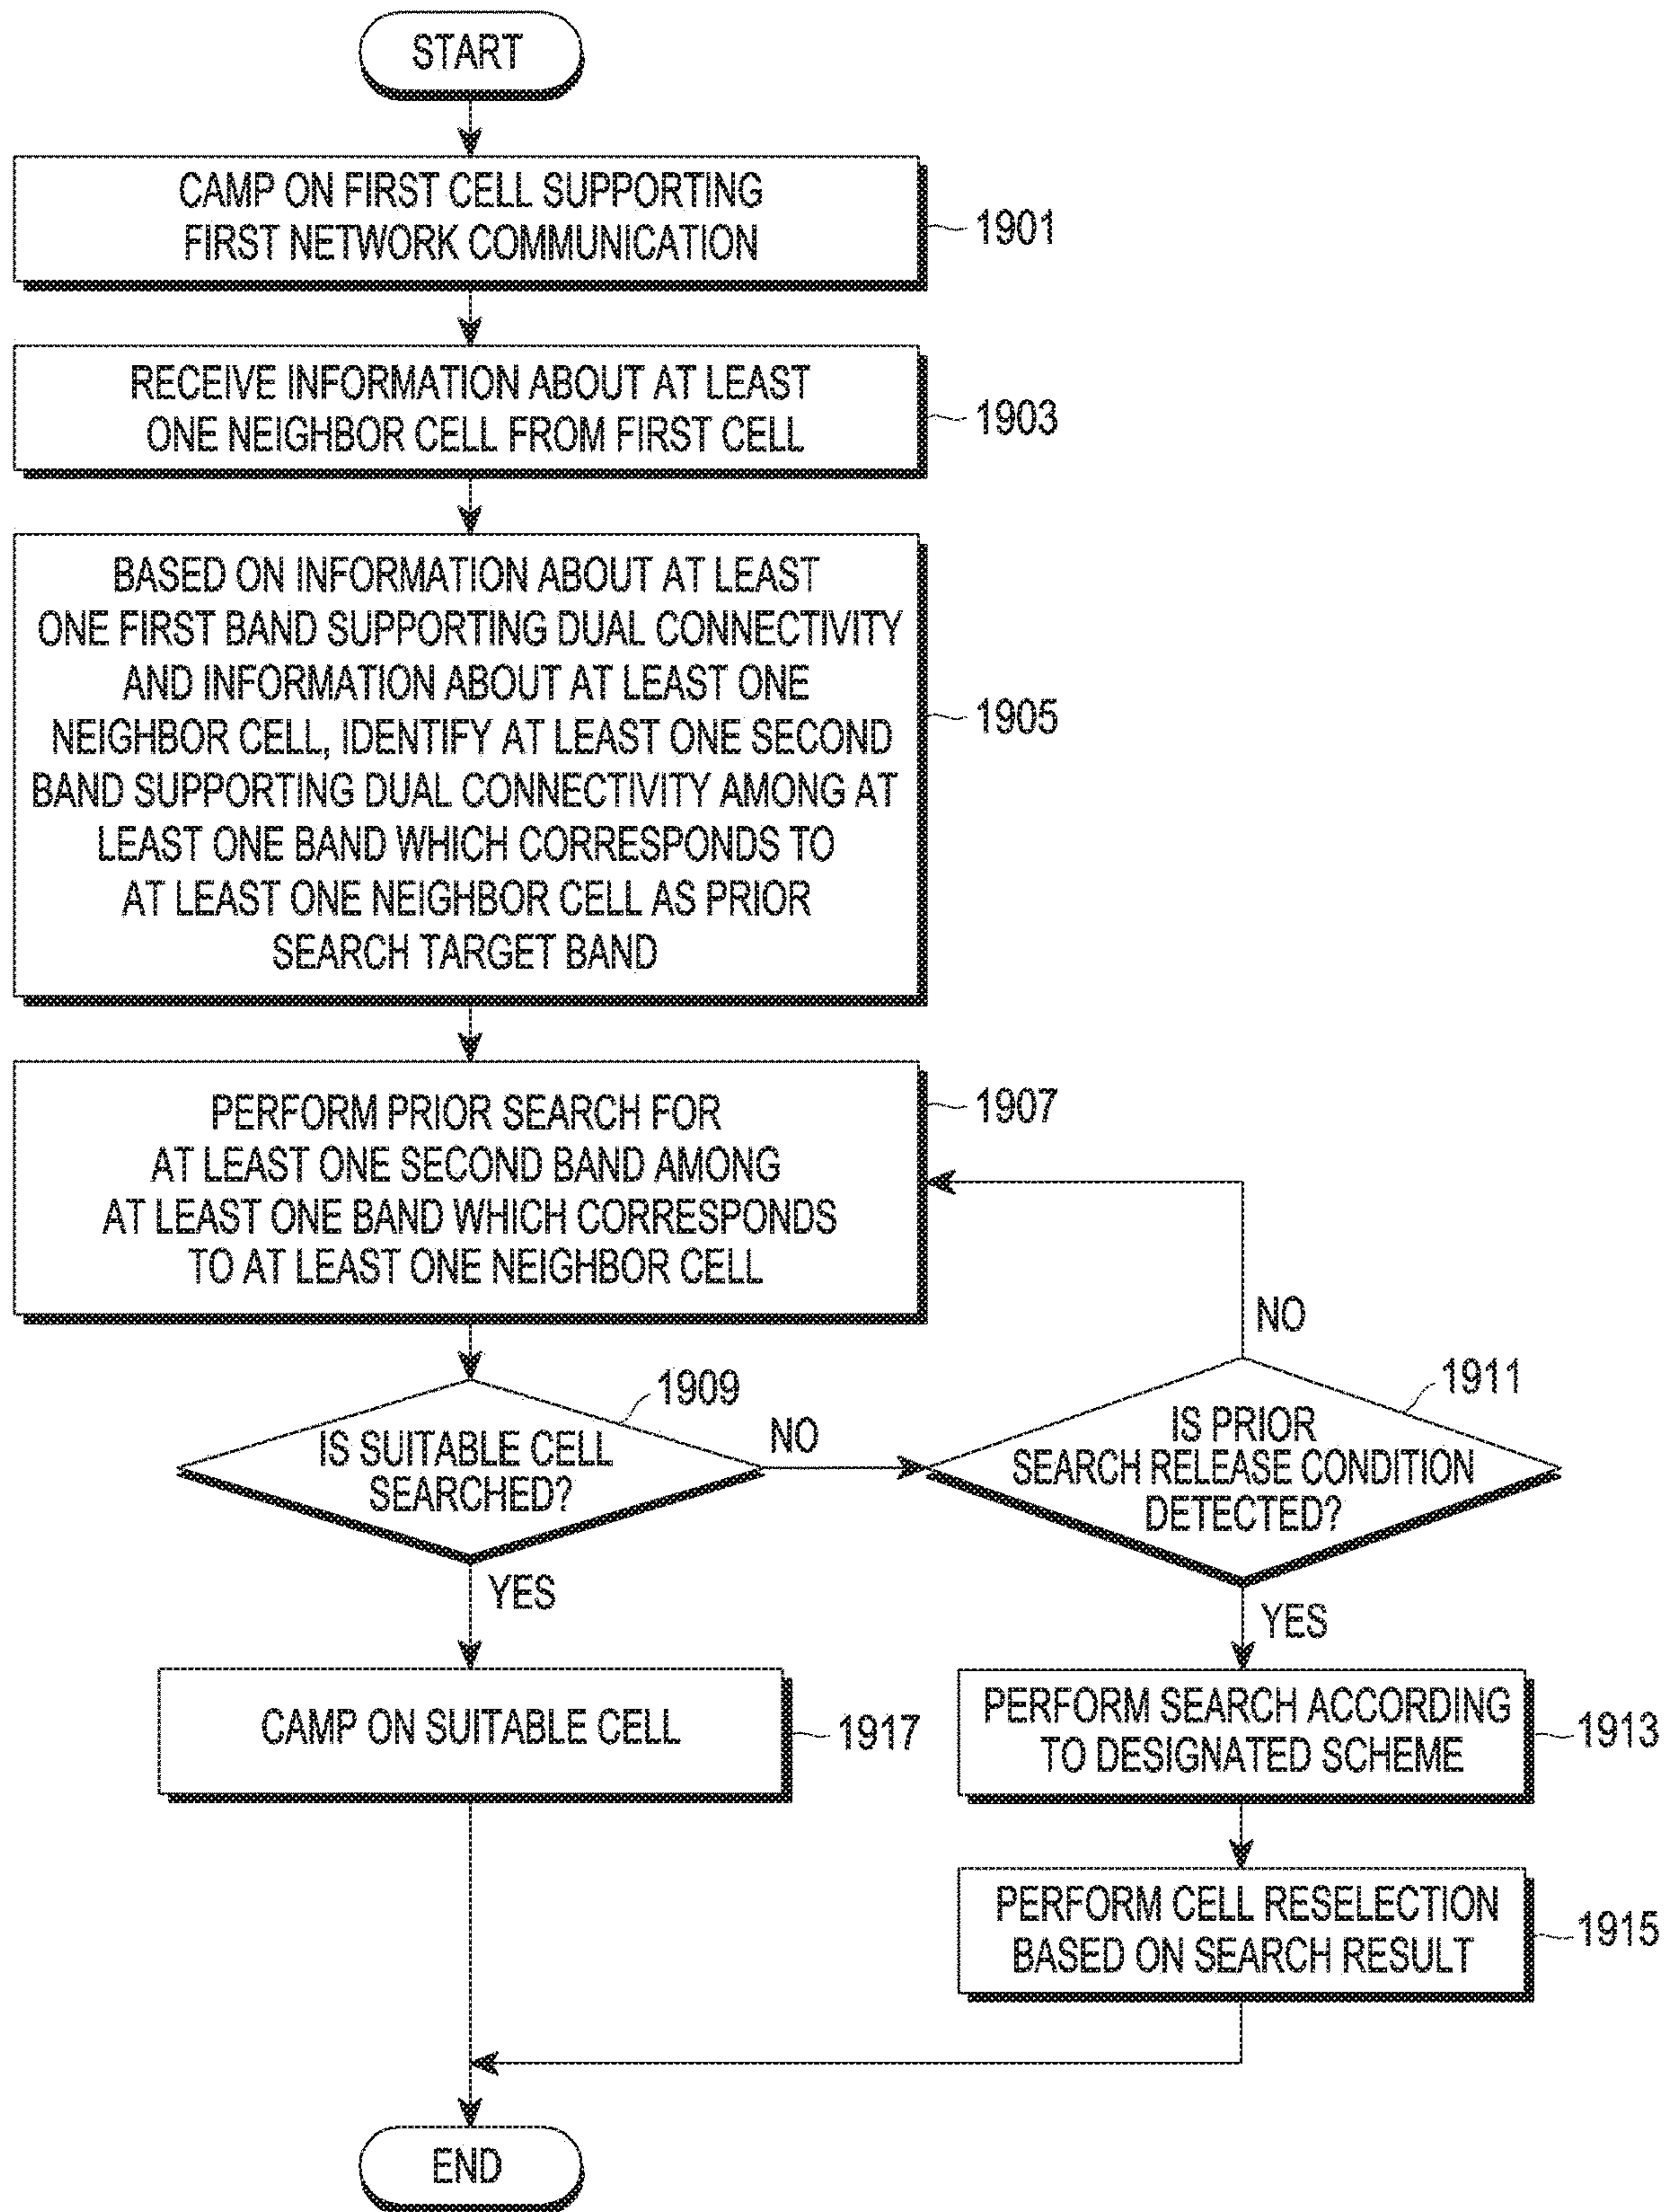 START
CAMP ON FIRST CELL SUPPORTING
FIRST NETWORK COMMUNICATION
1901
RECEIVE INFORMATION ABOUT AT LEAST
ONE NEIGHBOR CELL FROM FIRST CELL
1903
BASED ON INFORMATION ABOUT AT LEAST
ONE FIRST BAND SUPPORTING DUAL CONNECTIVITY
AND INFORMATION ABOUT AT LEAST ONE
NEIGHBOR CELL, IDENTIFY AT LEAST ONE SECOND
BAND SUPPORTING DUAL CONNECTIVITY AMONG AT
LEAST ONE BAND WHICH CORRESPONDS TO
AT LEAST ONE NEIGHBOR CELL AS PRIOR
SEARCH TARGET BAND
1905
PERFORM PRIOR SEARCH FOR
AT LEAST ONE SECOND BAND AMONG
AT LEAST ONE BAND WHICH CORRESPONDS
TO AT LEAST ONE NEIGHBOR CELL
1907
NO
1909
IS SUITABLE CELL
SEARCHED?
NO
1911
IS PRIOR
SEARCH RELEASE CONDITION
DETECTED?
YES
YES
CAMP ON SUITABLE CELL
1917
PERFORM SEARCH ACCORDING
TO DESIGNATED SCHEME
1913
PERFORM CELL RESELECTION
BASED ON SEARCH RESULT
1915
END